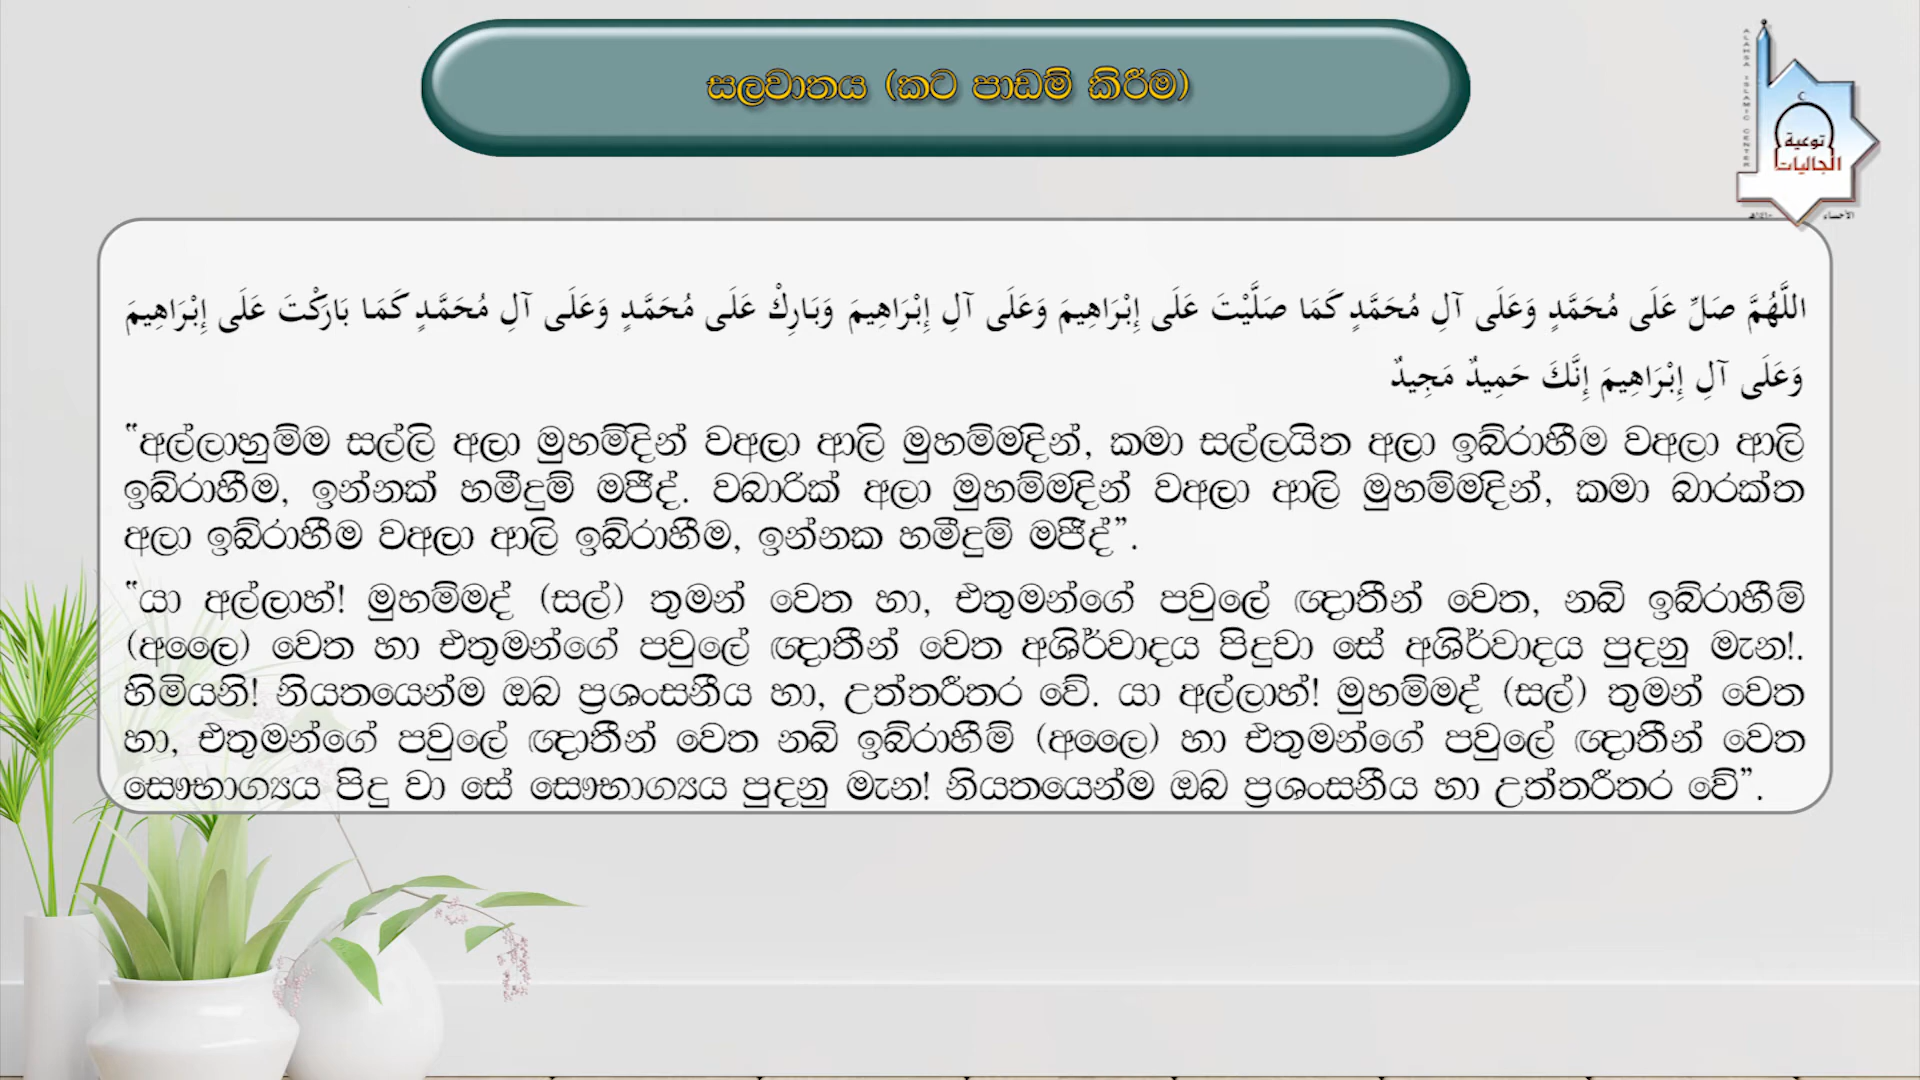 සලවාතය (කට පාඩම් කිරීම)
ALAHSA ISLAMIC CENTER
توعية
الجاليات
الأحساء
اللَّهُمَّ صَلِّ عَلَى مُحَمَّدٍ وَعَلَى آلِ مُحَمَّدٍ كَمَا صَلَّيْتَ عَلَى إِبْرَاهِيمَ وَعَلَى آلِ إِبْرَاهِيمَ وَبَارِكْ عَلَى مُحَمَّدٍ وَعَلَى آلِ مُحَمَّدٍ كَمَا بَارَكْتَ عَلَى إِبْرَاهِيمَ
وَعَلَى آلِ إِبْرَاهِيمَ إِنَّكَ حَمِيدٌ مَجِيدٌ
“අල්ලාහුම්ම සල්ලි අලා මුහම්දින් වඅලා ආලි මුහම්මදින්, කමා සල්ලයිත අලා ඉබ්රාහීම වඅලා ආලි
ඉබ්රාහීම, ඉන්නක් හමීදුම් මජීද්. වබාරික් අලා මුහම්මදින් වඅලා ආලි මුහම්මදින්, කමා බාරක්ත
අලා ඉබ්රාහීම වඅලා ආලි ඉබ්රාහීම, ඉන්නක හමීදුම් මජීද්”.
“යා අල්ලාහ්! මුහම්මද් (සල්) තුමන් වෙත හා, එතුමන්ගේ පවුලේ ඥාතීන් වෙත, නබි ඉබ්රාහීම්
(අලෛ) වෙත හා එතුමන්ගේ පවුලේ ඥාතීන් වෙත අශිර්වාදය පිදුවා සේ අශිර්වාදය පුදනු මැන!.
හිමියනි! නියතයෙන්ම ඔබ ප්‍රශංසනීය හා, උත්තරීතර වේ. යා අල්ලාහ්! මුහම්මද් (සල්) තුමන් වෙත
හා, එතුමන්ගේ පවුලේ ඥාතීන් වෙත නබි ඉබ්රාහීම් (අලෛ) හා එතුමන්ගේ පවුලේ ඥාතීන් වෙත
සෞභාග්‍යය පිදු වා සේ සෞභාග්‍යය පුදනු මැන! නියතයෙන්ම ඔබ ප්‍රශංසනීය හා උත්තරීතර වේ”.